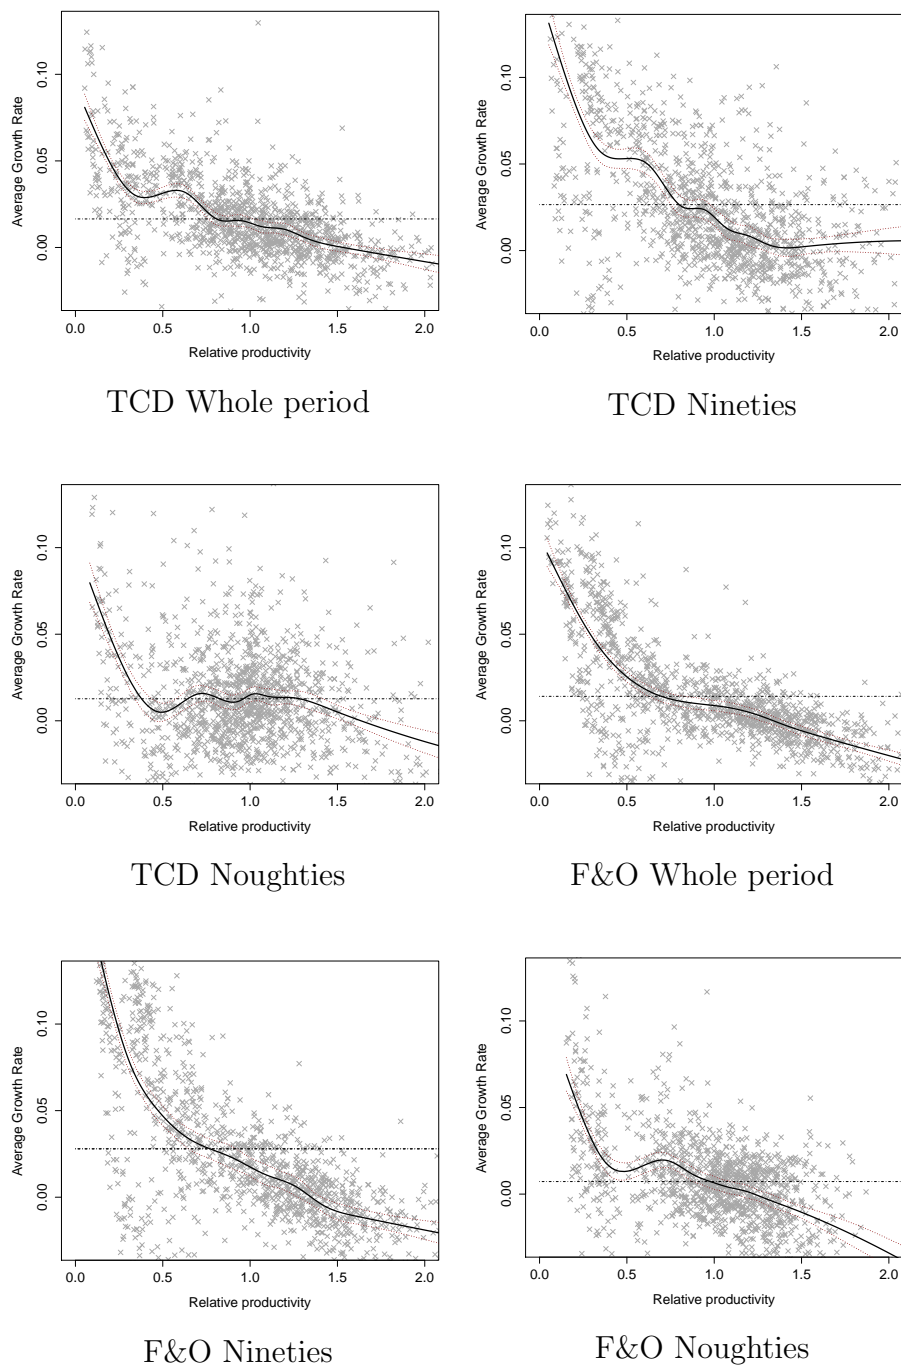 0.10
0.05
0.00
Average Growth Rate
0.0 0.5 1.0 1.5 2.0
Relative productivity
TCD Whole period
0.10
0.05
0.00
Average Growth Rate
0.0 0.5 1.0 1.5 2.0
Relative productivity
TCD Nineties
0.10
0.05
0.00
Average Growth Rate
0.0 0.5 1.0 1.5 2.0
Relative productivity
TCD Noughties
0.10
0.05
0.00
Average Growth Rate
0.0 0.5 1.0 1.5 2.0
Relative productivity
F&O Whole period
0.10
0.05
0.00
Average Growth Rate
0.0 0.5 1.0 1.5 2.0
Relative productivity
F&O Nineties
0.10
0.05
0.00
Average Growth Rate
0.0 0.5 1.0 1.5 2.0
Relative productivity
F&O Noughties